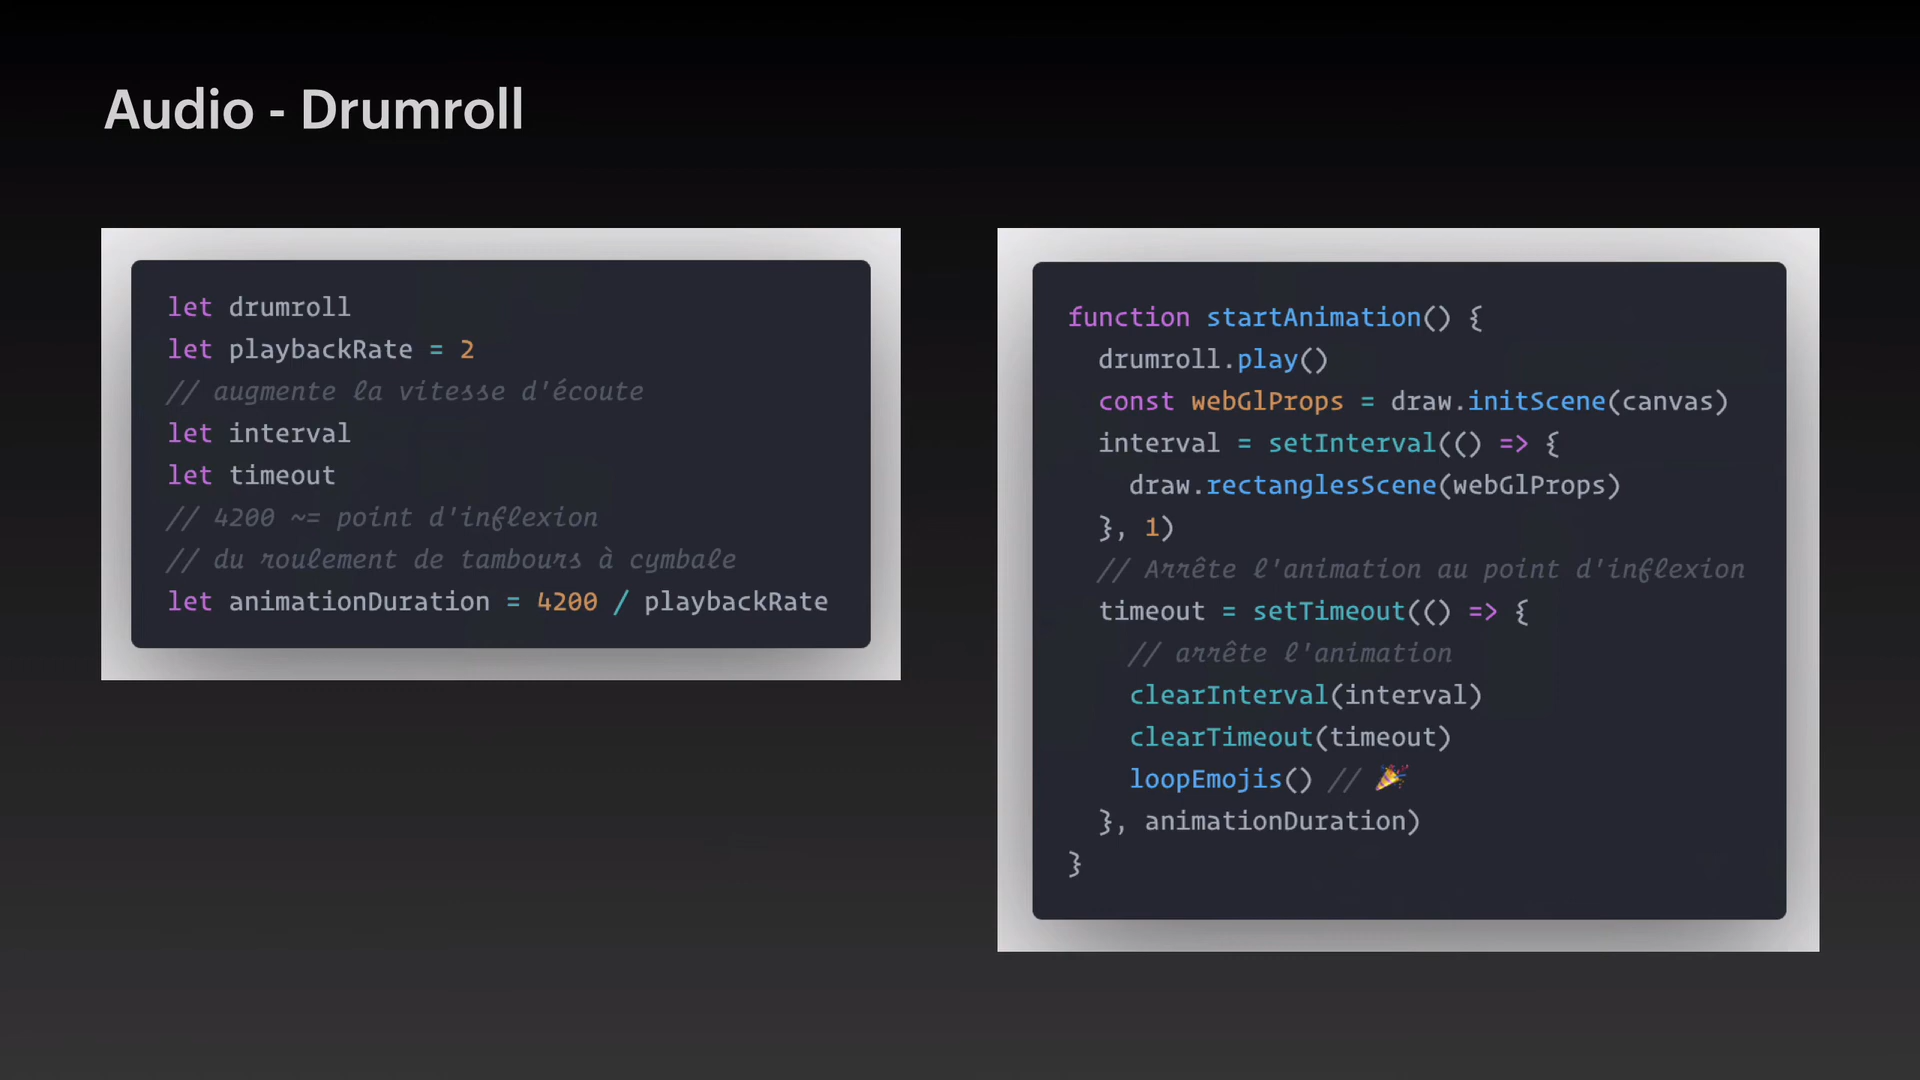 Audio - Drumroll
let drumroll
let playbackRate = 2
// augmente la vitesse d'écoute
let interval
let timeout
// 4200 ~= point d'inflexion
// du roulement de tambours à cymbale
let animationDuration = 4200 / playbackRate
function startAnimation() {
  drumroll.play()
  const webGlProps = draw.initScene(canvas)
  interval = setInterval(() => {
    draw.rectanglesScene(webGlProps)
  }, 1)
  // Arrête l'animation au point d'inflexion
  timeout = setTimeout(() => {
    // arrête l'animation
    clearInterval(interval)
    clearTimeout(timeout)
    loopEmojis() // 🎉
  }, animationDuration)
}